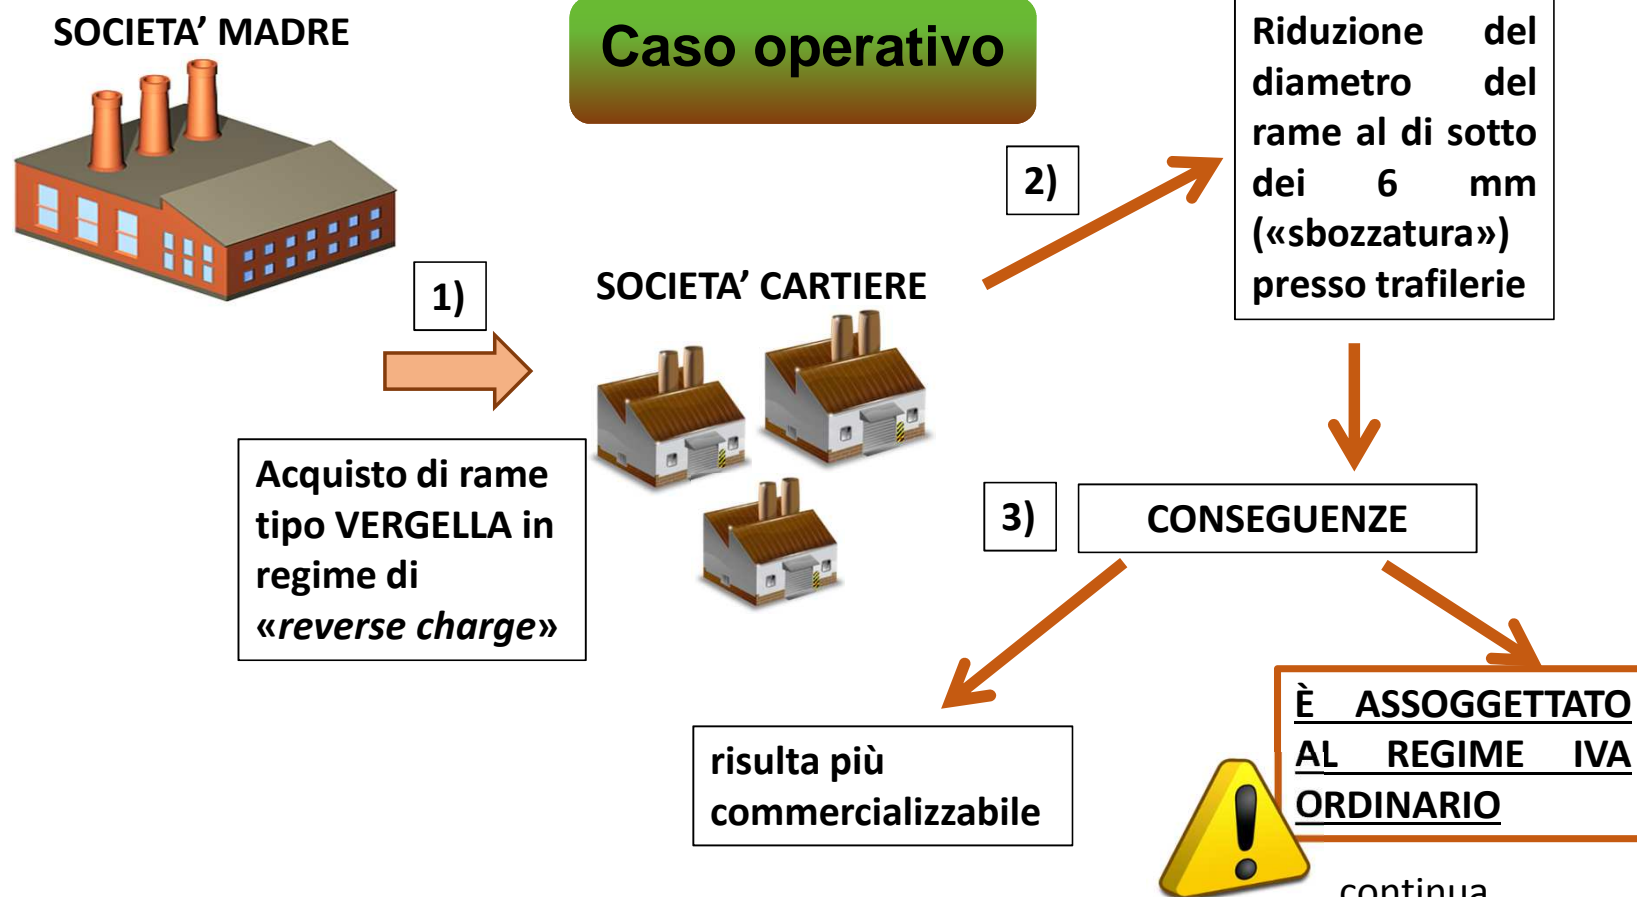 SOCIETA’ MADRE
Caso operativo
1)
Acquisto di rame
tipo VERGELLA in
regime di
«reverse charge»
SOCIETA’ CARTIERE
2)
Riduzione del
diametro del
rame al di sotto
dei 6 mm
(«sbozzatura»)
presso trafilerie
3)
CONSEGUENZE
risulta più
commercializzabile
È ASSOGGETTATO
AL REGIME IVA
ORDINARIO
continua